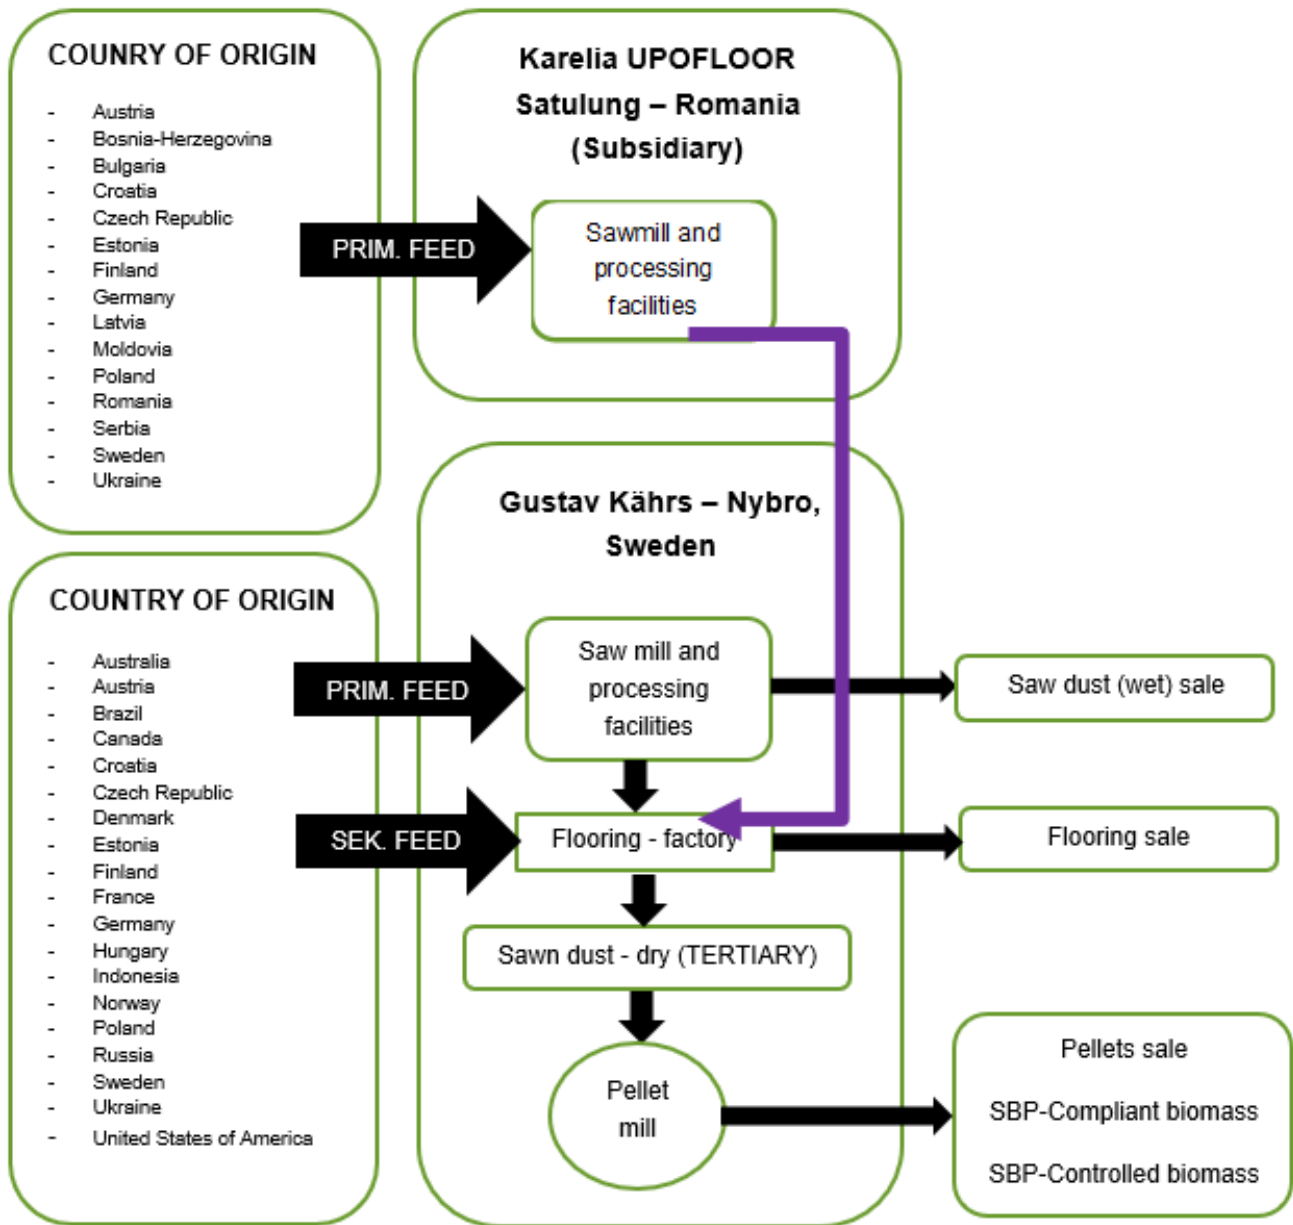 COUNRY OF ORIGIN
- Austria
- Bosnia-Herzegovina
- Bulgaria
- Croatia
- Czech Republic
- Estonia
- Finland
- Germany
- Latvia
- Moldovia
- Poland
- Romania
- Serbia
- Sweden
- Ukraine
PRIM. FEED
Karelia UPOFLOOR
Satulung – Romania
(Subsidiary)
Sawmill and
processing
facilities
COUNTRY OF ORIGIN
- Australia
- Austria
- Brazil
- Canada
- Croatia
- Czech Republic
- Denmark
- Estonia
- Finland
- France
- Germany
- Hungary
- Indonesia
- Norway
- Poland
- Russia
- Sweden
- Ukraine
- United States of America
PRIM. FEED
SEK. FEED
Gustav Kährs – Nybro,
Sweden
Saw mill and
processing
facilities
Flooring - factory
Sawn dust - dry (TERTIARY)
Pellet
mill
Saw dust (wet) sale
Flooring sale
Pellets sale
SBP-Compliant biomass
SBP-Controlled biomass